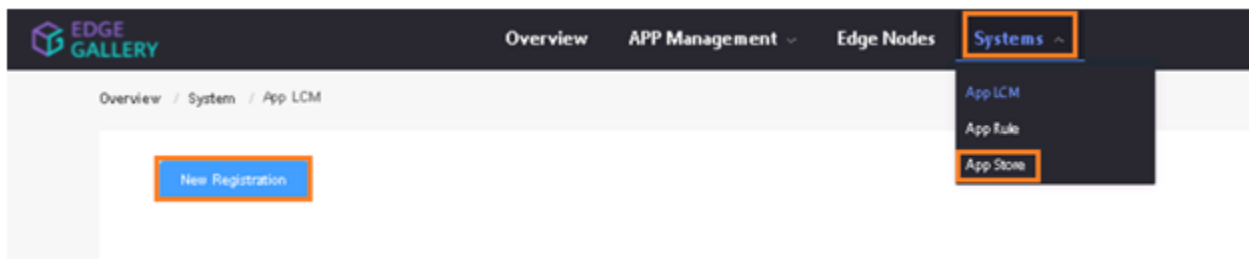 EDGE
GALLERY
Overview APP Management Edge Nodes Systems
Overview / System / App LCM
App LCM
App Rule
App Store
New Registration